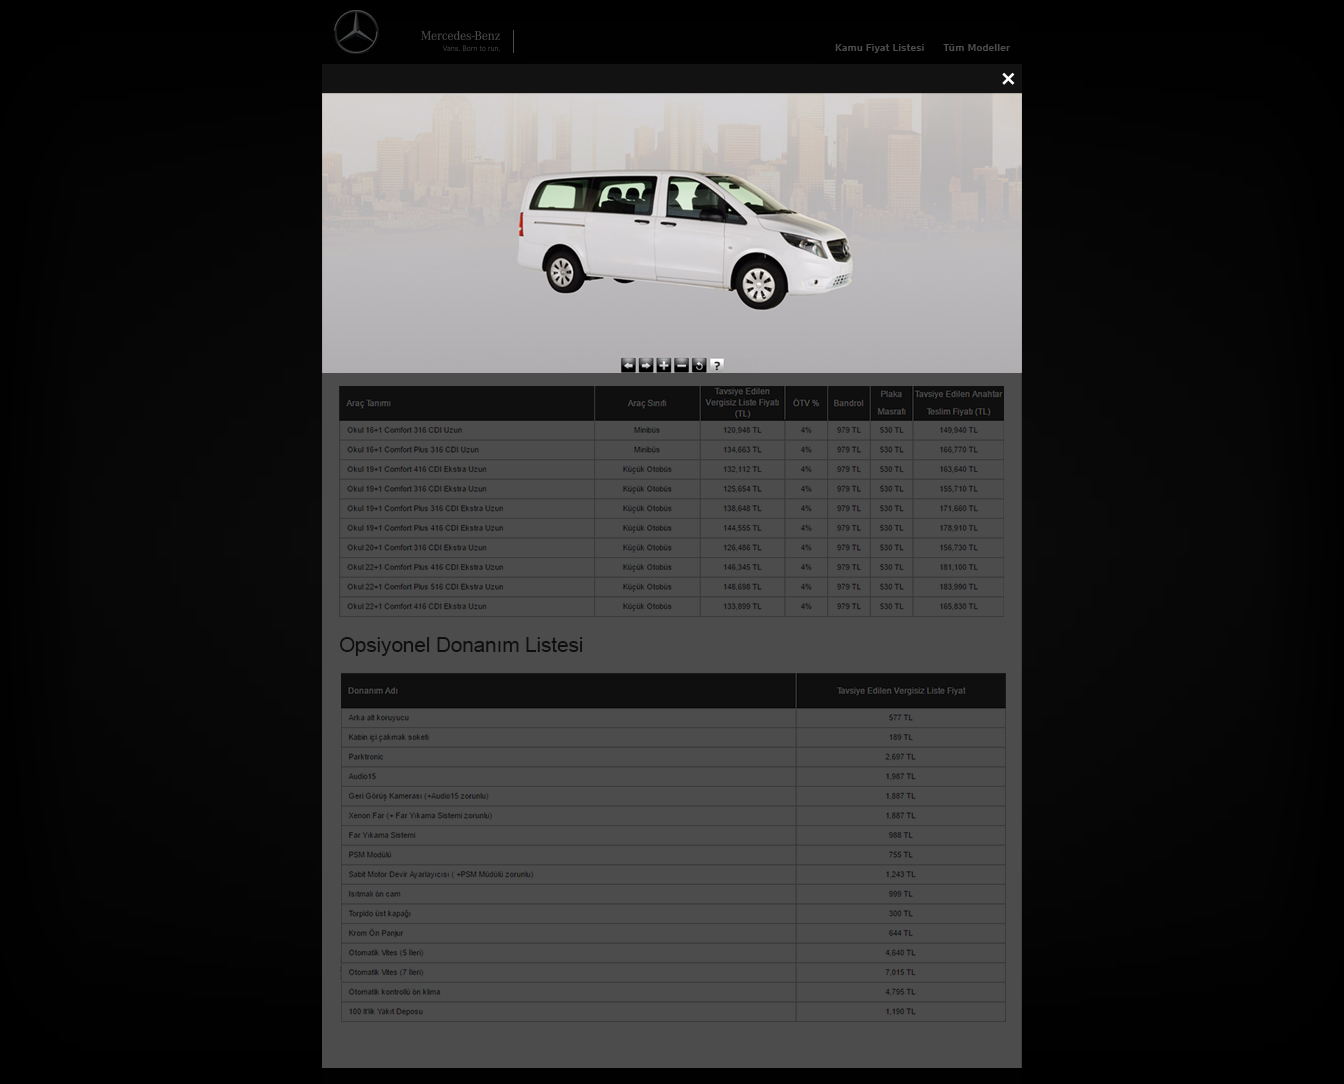 Mercedes-Benz
Vans. Born to run.
Kamu Fiyat Listesi
Tüm Modeller
Araç Tanımı Araç Sınıfı Tavsiye Edilen Vergisiz Liste Fiyatı (TL) ÖTV % Bandrol Plaka Masrafı Tavsiye Edilen Anahtar Teslim Fiyatı (TL)
Okul 16+1 Comfort 316 CDI Uzun Minibüs 120,948 TL 4% 979 TL 530 TL 149,940 TL
Okul 16+1 Comfort Plus 316 CDI Uzun Minibüs 134,663 TL 4% 979 TL 530 TL 166,770 TL
Okul 19+1 Comfort 416 CDI Ekstra Uzun Küçük Otobüs 132,112 TL 4% 979 TL 530 TL 163,640 TL
Okul 19+1 Comfort 316 CDI Ekstra Uzun Küçük Otobüs 125,654 TL 4% 979 TL 530 TL 155,710 TL
Okul 19+1 Comfort Plus 316 CDI Ekstra Uzun Küçük Otobüs 138,648 TL 4% 979 TL 530 TL 171,660 TL
Okul 19+1 Comfort Plus 416 CDI Ekstra Uzun Küçük Otobüs 144,555 TL 4% 979 TL 530 TL 178,910 TL
Okul 20+1 Comfort 316 CDI Ekstra Uzun Küçük Otobüs 126,486 TL 4% 979 TL 530 TL 156,730 TL
Okul 22+1 Comfort Plus 416 CDI Ekstra Uzun Küçük Otobüs 146,345 TL 4% 979 TL 530 TL 181,100 TL
Okul 22+1 Comfort Plus 516 CDI Ekstra Uzun Küçük Otobüs 148,698 TL 4% 979 TL 530 TL 183,990 TL
Okul 22+1 Comfort 416 CDI Ekstra Uzun Küçük Otobüs 133,899 TL 4% 979 TL 530 TL 165,830 TL
Opsiyonel Donanım Listesi
Donanım Adı Tavsiye Edilen Vergisiz Liste Fiyat
Arka alt koruyucu 577 TL
Kabin içi çakmak soketi 189 TL
Parktronic 2,697 TL
Audio15 1,987 TL
Geri Görüş Kamerası (+Audio15 zorunlu) 1,887 TL
Xenon Far (+ Far Yıkama Sistemi zorunlu) 1,887 TL
Far Yıkama Sistemi 988 TL
PSM Modülü 755 TL
Sabit Motor Devir Ayarlayıcısı ( +PSM Müdülü zorunlu) 1,243 TL
Isıtmalı ön cam 999 TL
Torpido üst kapağı 300 TL
Krom Ön Panjur 644 TL
Otomatik Vites (5 İleri) 4,640 TL
Otomatik Vites (7 İleri) 7,015 TL
Otomatik kontrollü ön klima 4,795 TL
100 lt'lik Yakıt Deposu 1,190 TL